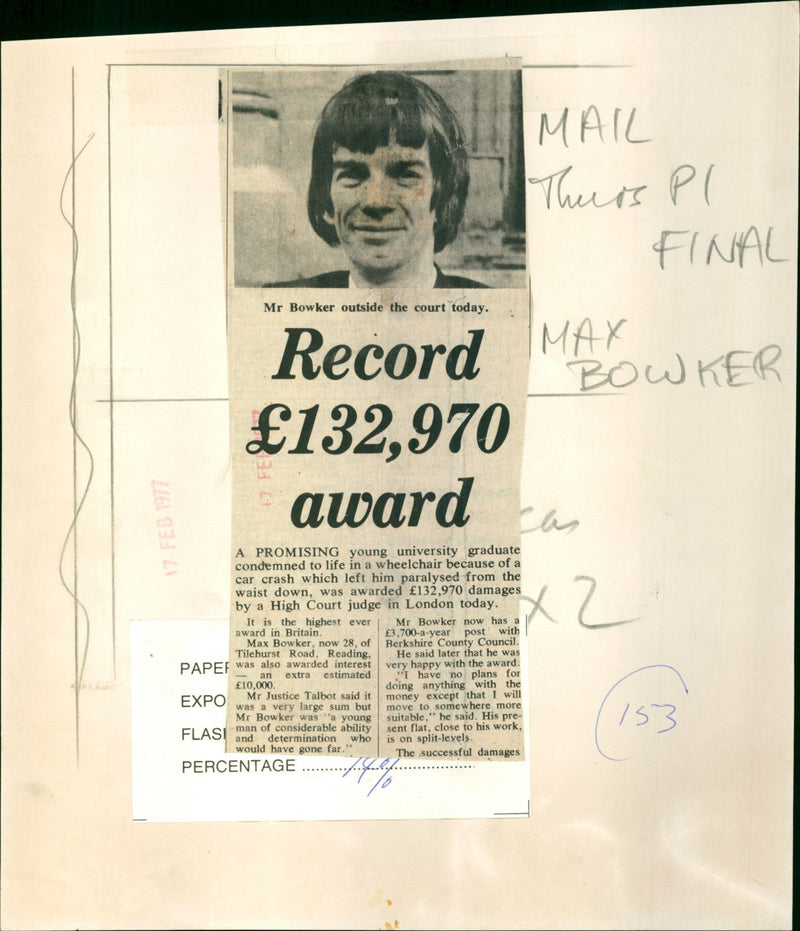 MAIL
Thurs P1
FINAL
MAX
BOWKER
Mr Bowker outside the court today.
Record
£132,970
award
17 FEB 1977
17 FEB
A PROMISING young university graduate
condemned to life in a wheelchair because of a
car crash which left him paralysed from the
waist down, was awarded £132,970 damages
by a High Court judge in London today.
It is the highest ever
award in Britain.
Max Bowker, now 28, of
Tilehurst Road, Reading,
was also awarded interest
— an extra estimated
£10,000.
Mr Justice Talbot said it
was a very large sum but
Mr Bowker was "a young
man of considerable ability
and determination who
would have gone far."
Mr Bowker now has a
£3,700-a-year post with
Berkshire County Council.
He said later that he was
very happy with the award.
"I have no plans for
doing anything with the
money except that I will
move to somewhere more
suitable," he said. His pre-
sent flat, close to his work,
is on split-levels.
The successful damages
x 2
153
PAPER
EXPO
FLAS
PERCENTAGE ........ 14% ........